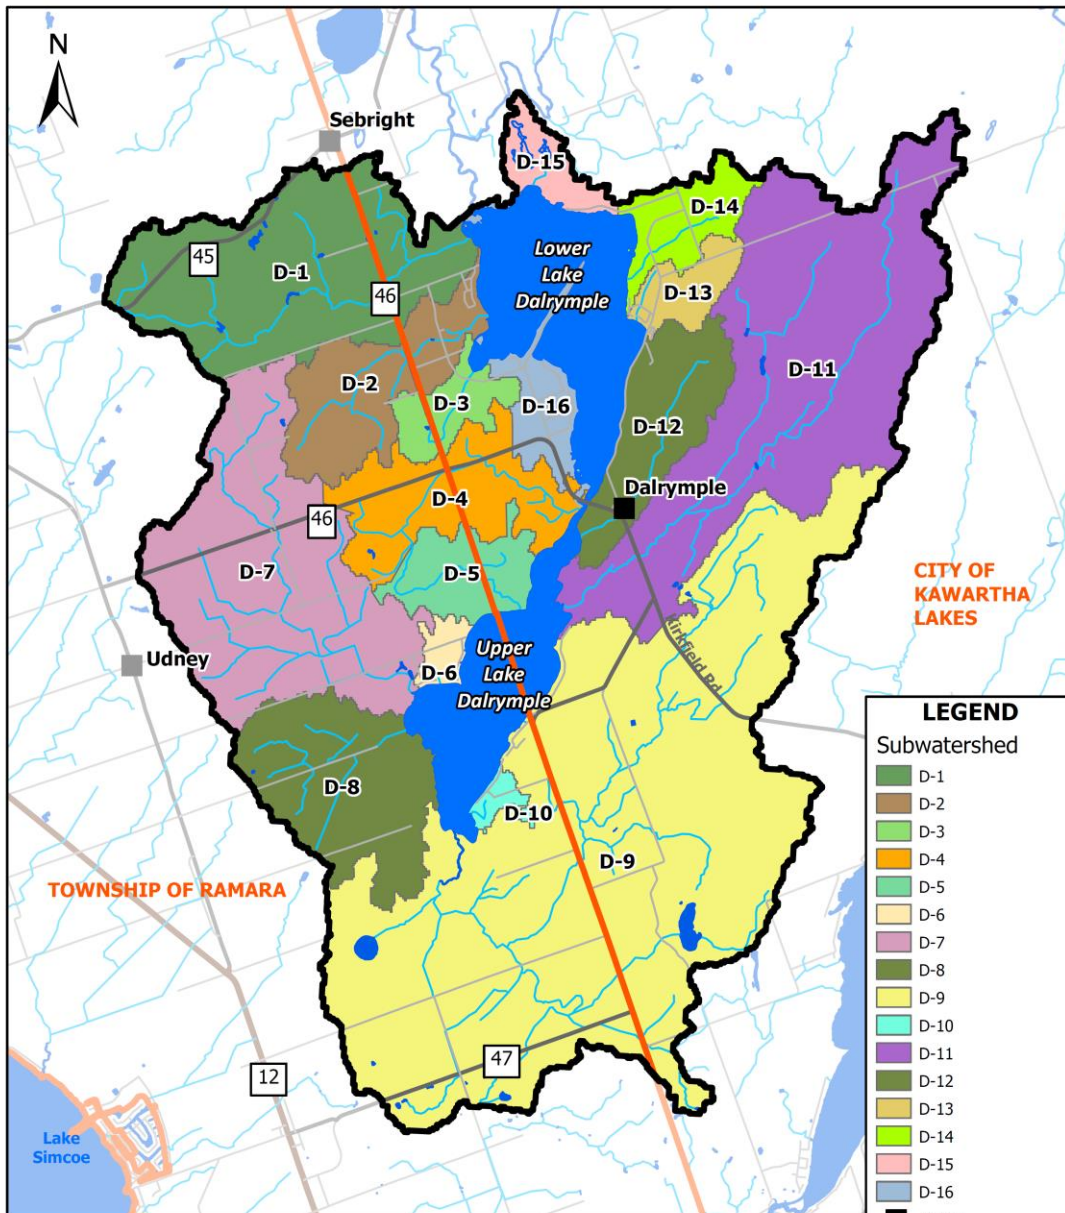 N
Sebright
D-15
D-14
Lower
Lake
Dalrymple
45
D-1
46
D-13
D-2
D-11
D-3
D-16
D-12
Dalrymple
D-4
46
D-7
D-5
CITY OF
KAWARTHA
LAKES
Kirkfield Rd
Udney
Upper
Lake
Dalrymple
D-6
D-8
D-10
D-9
TOWNSHIP OF RAMARA
47
12
Lake
Simcoe
LEGEND
Subwatershed
D-1
D-2
D-3
D-4
D-5
D-6
D-7
D-8
D-9
D-10
D-11
D-12
D-13
D-14
D-15
D-16